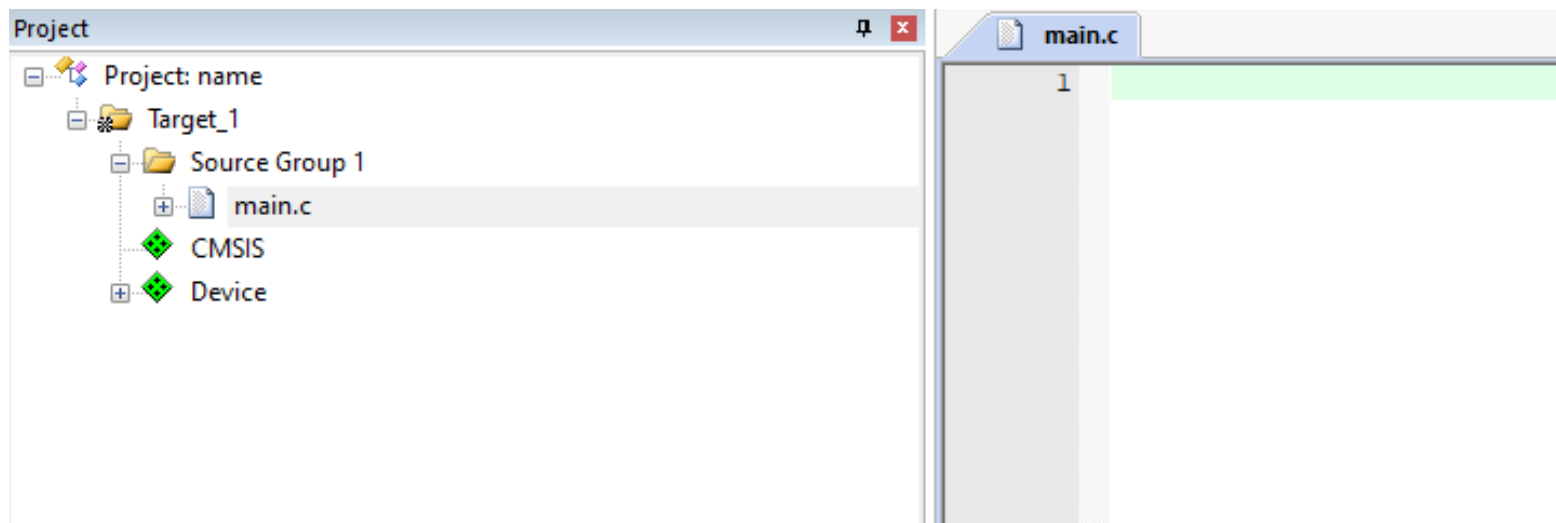 Project
Project: name
Target_1
Source Group 1
main.c
CMSIS
Device
main.c
1